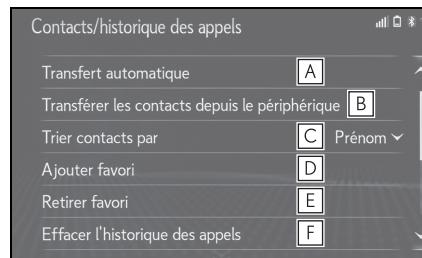 Contacts/historique des appels
Transfert automatique A
Transférer les contacts depuis le périphérique B
Trier contacts par C Prénom
Ajouter favori D
Retirer favori E
Effacer l'historique des appels F